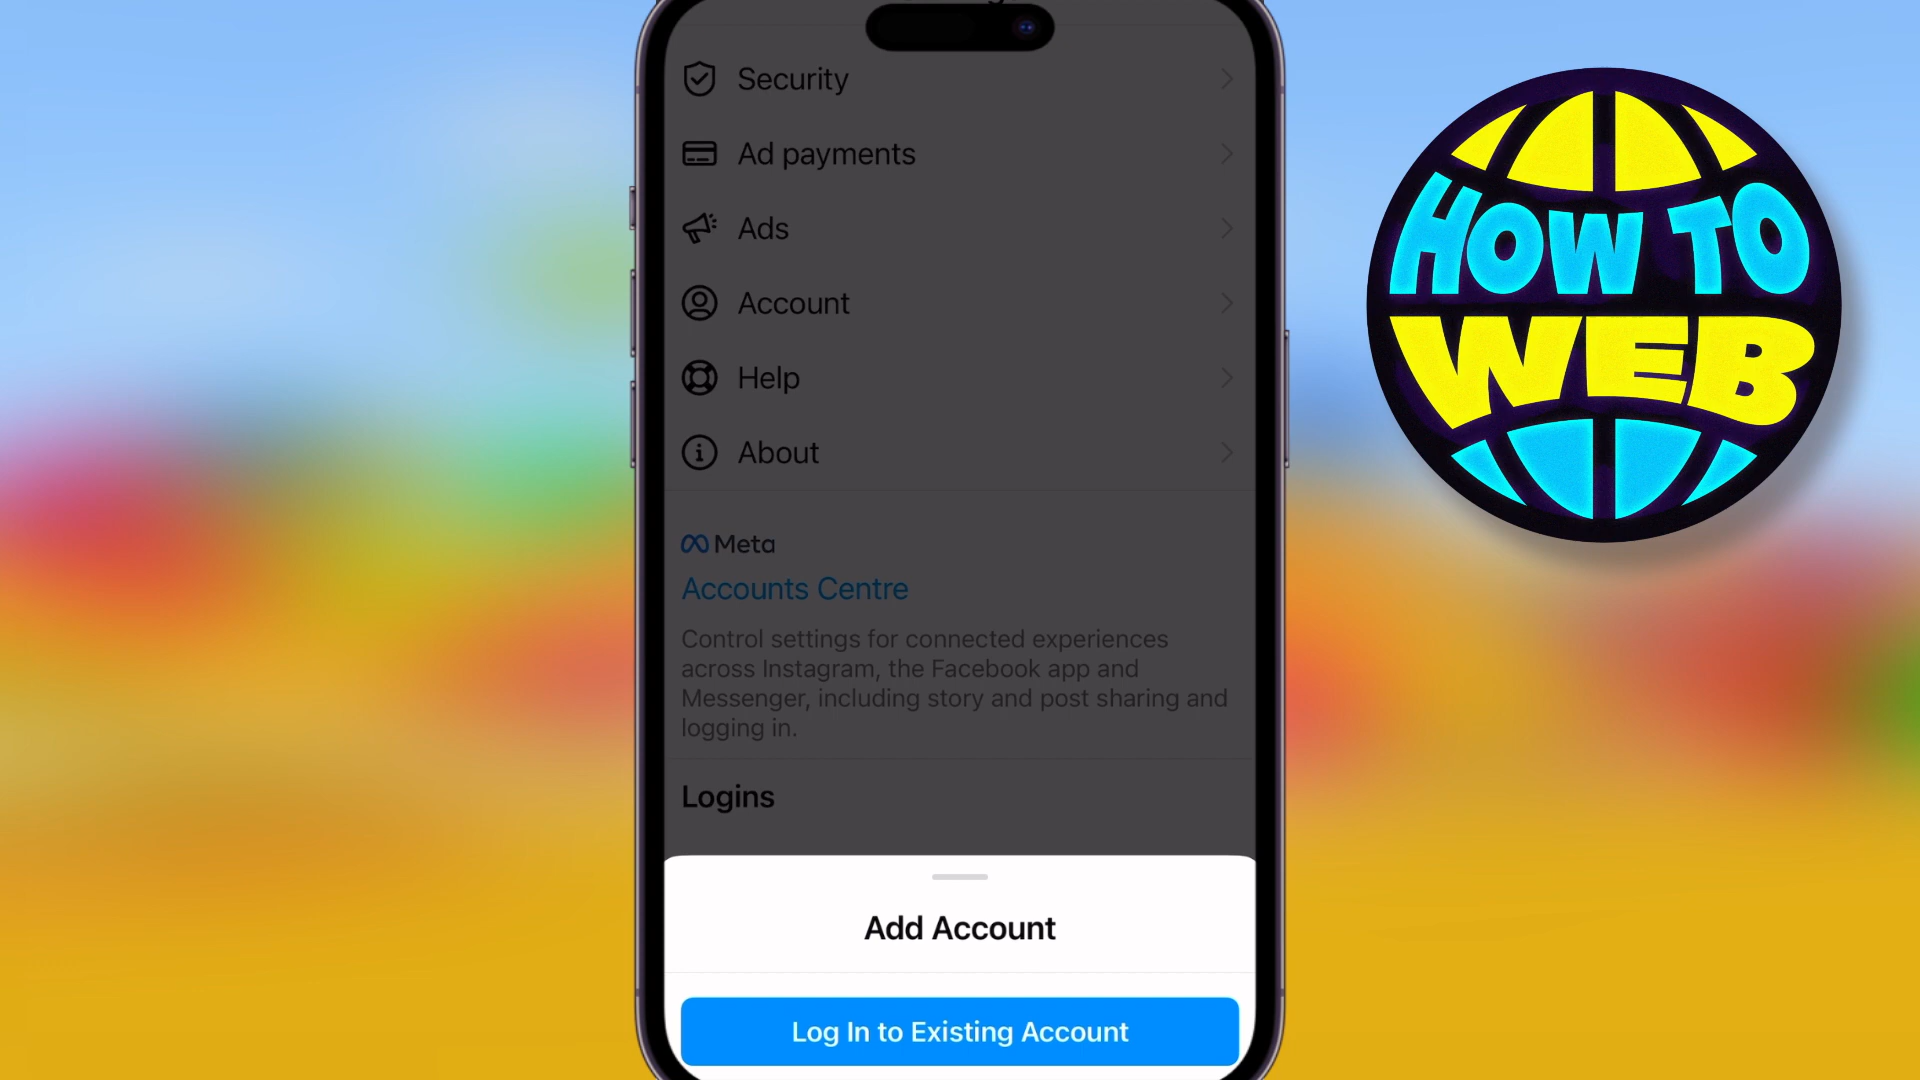 Security
Ad payments
Ads
Account
Help
About
Meta
Accounts Centre
Control settings for connected experiences
across Instagram, the Facebook app and
Messenger, including story and post sharing and
logging in.
Logins
Add Account
Log In to Existing Account
HOW TO
WEB